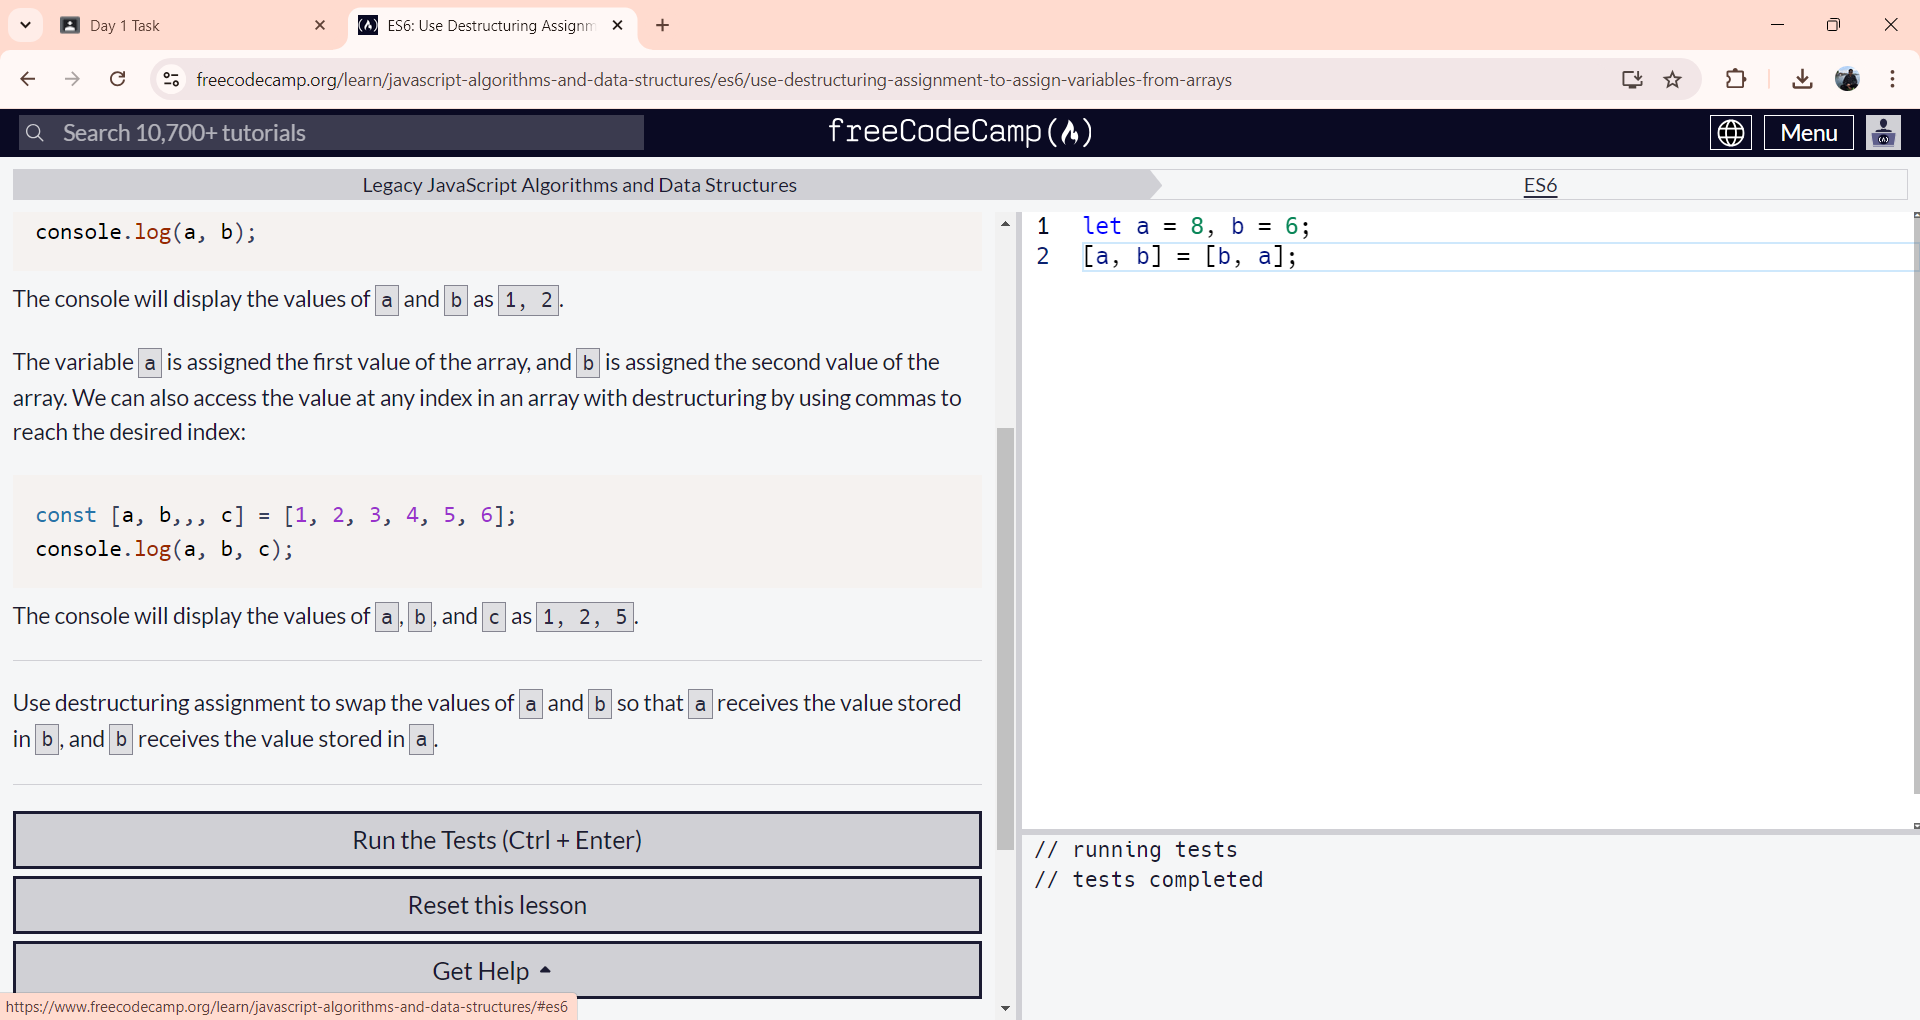 Day 1 Task
ES6: Use Destructuring Assignm
freecodecamp.org/learn/javascript-algorithms-and-data-structures/es6/use-destructuring-assignment-to-assign-variables-from-arrays
Search 10,700+ tutorials
freeCodeCamp(🔥)
Menu
Legacy JavaScript Algorithms and Data Structures
ES6
console.log(a, b);
The console will display the values of a and b as 1, 2.
The variable a is assigned the first value of the array, and b is assigned the second value of the
array. We can also access the value at any index in an array with destructuring by using commas to
reach the desired index:
const [a, b,,, c] = [1, 2, 3, 4, 5, 6];
console.log(a, b, c);
The console will display the values of a, b, and c as 1, 2, 5.
Use destructuring assignment to swap the values of a and b so that a receives the value stored
in b, and b receives the value stored in a.
Run the Tests (Ctrl + Enter)
Reset this lesson
Get Help
https://www.freecodecamp.org/learn/javascript-algorithms-and-data-structures/#es6
1 let a = 8, b = 6;
2 [a, b] = [b, a];
// running tests
// tests completed